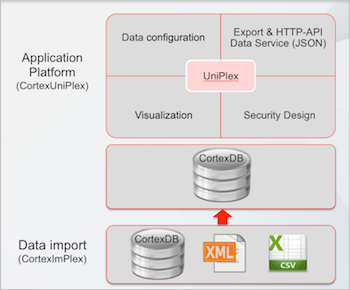 Application
Platform
(CortexUniPlex)
Data configuration
Export & HTTP-API
Data Service (JSON)
UniPlex
Visualization
Security Design
CortexDB
Data import
(CortexImPlex)
CortexDB
XML
X
CSV